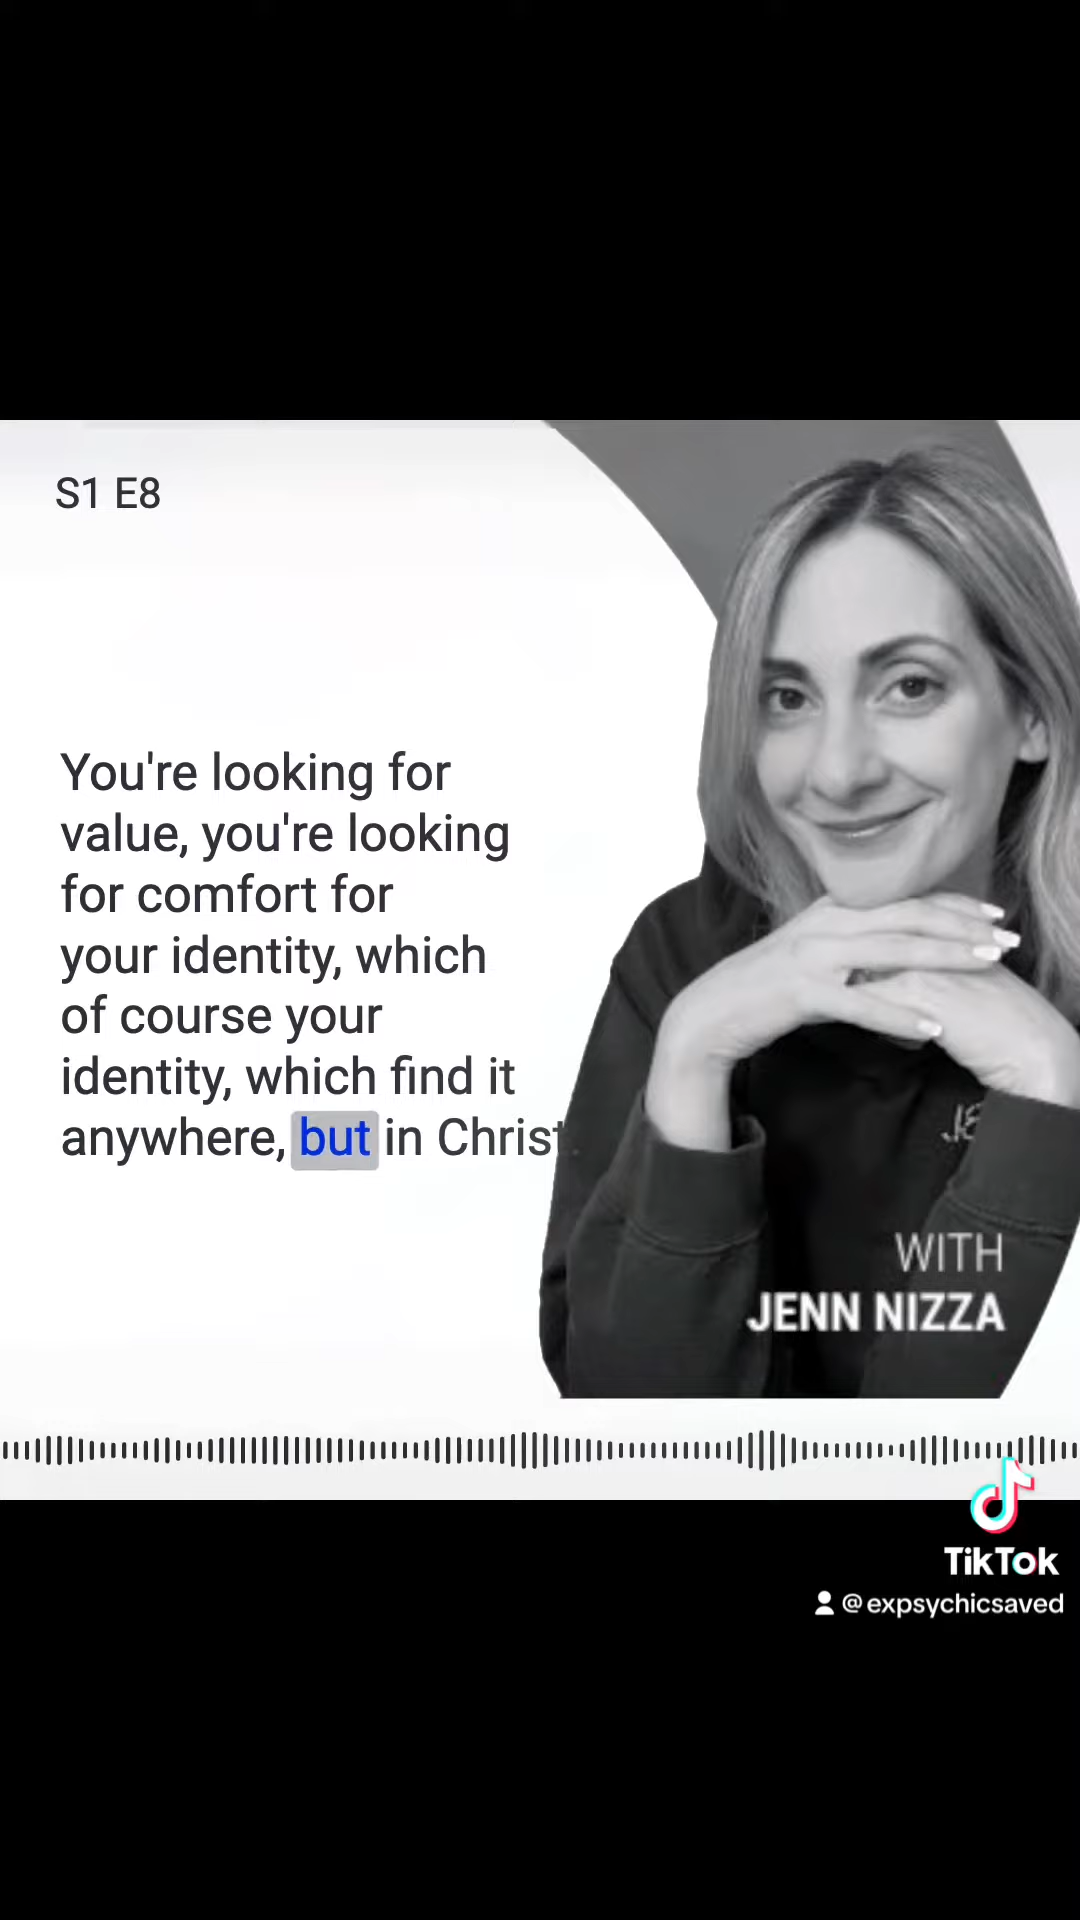 S1 E8
You're looking for
value, you're looking
for comfort for
your identity, which
of course your
identity, which find it
anywhere, but in Christ.
WITH
JENN NIZZA
TikTok
@expsychicsaved